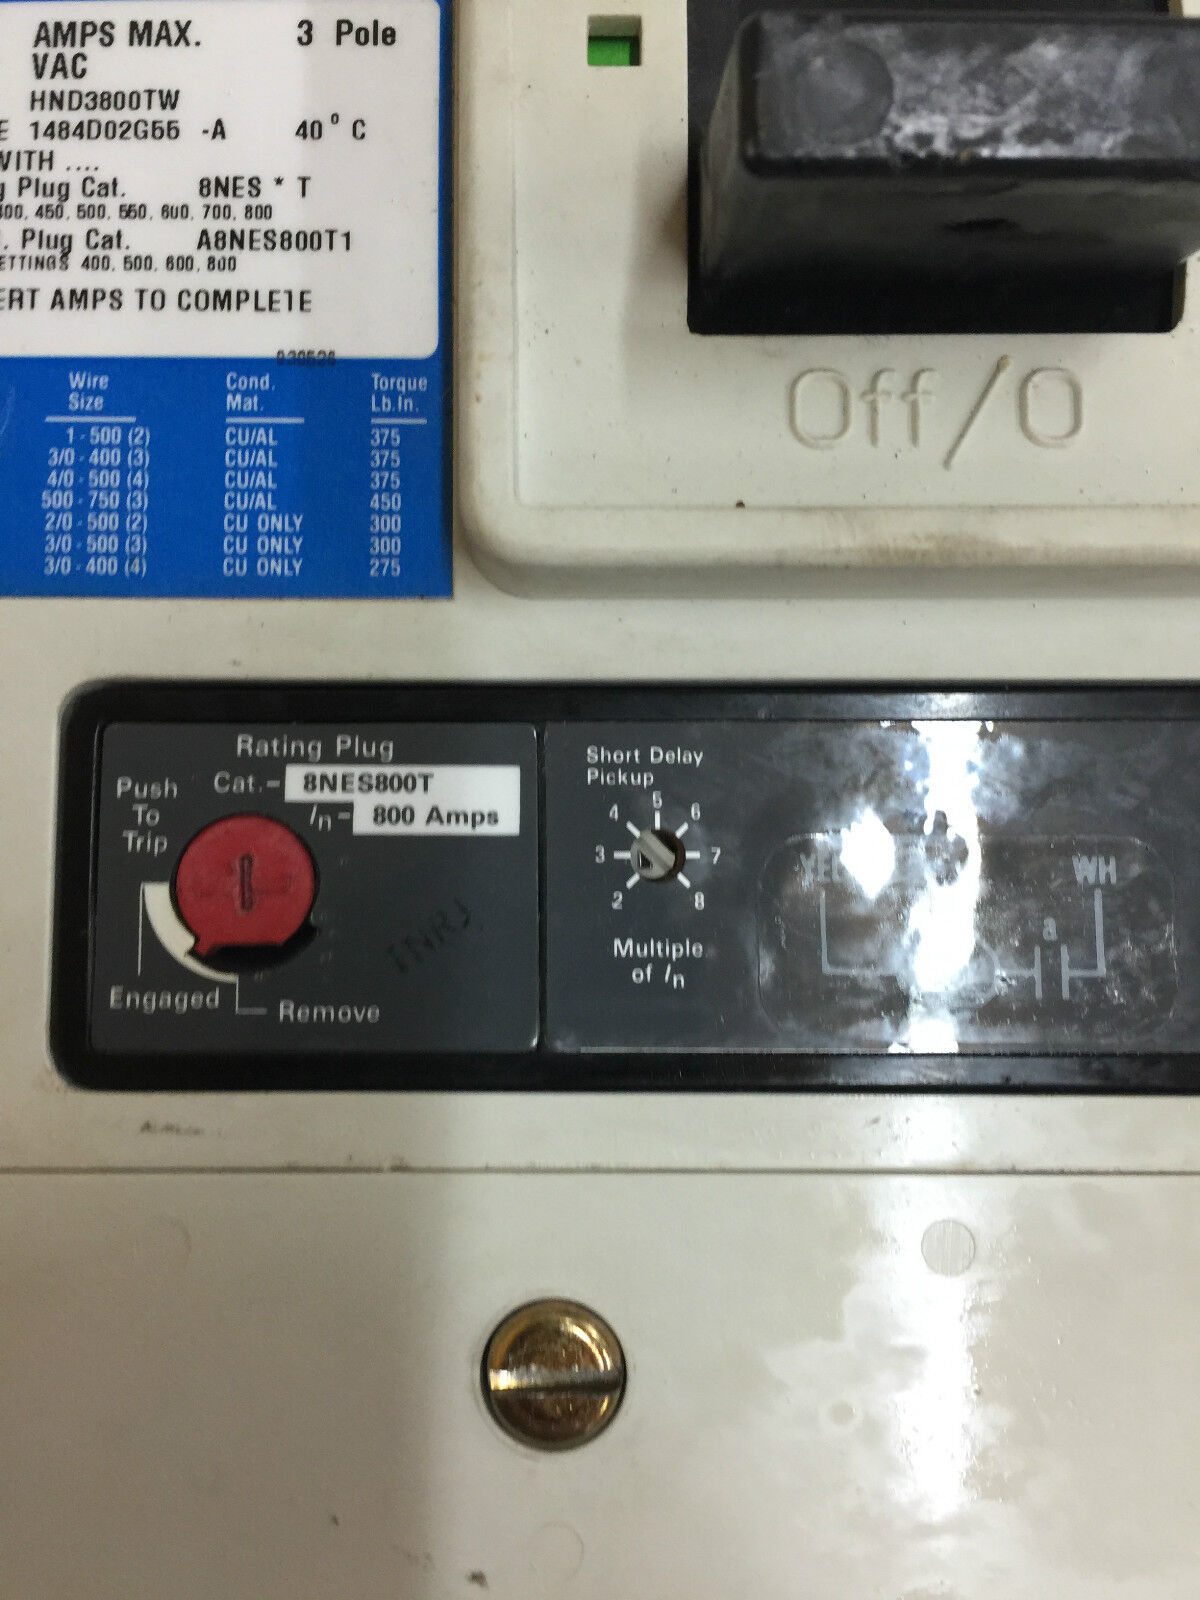 AMPS MAX. 3 Pole
VAC
HND3800TW
E 1484D02G55 -A 40° C
WITH ....
g Plug Cat. 8NES * T
400, 450, 500, 550, 600, 700, 800
. Plug Cat. A8NES800T1
ETTINGS 400, 500, 600, 800
ERT AMPS TO COMPLETE
Wire Size Cond. Mat. Torque Lb.In.
1-500 (2) CU/AL 375
3/0-400 (3) CU/AL 375
4/0-500 (4) CU/AL 375
500-750 (3) CU/AL 450
2/0-500 (2) CU ONLY 300
3/0-500 (3) CU ONLY 300
3/0-400 (4) CU ONLY 275
Off/O
Rating Plug
Cat.- 8NES800T
In- 800 Amps
Push
To
Trip
Engaged
Remove
Short Delay
Pickup
2 3 4 5 6 7 8
Multiple
of In
YEL WH
a